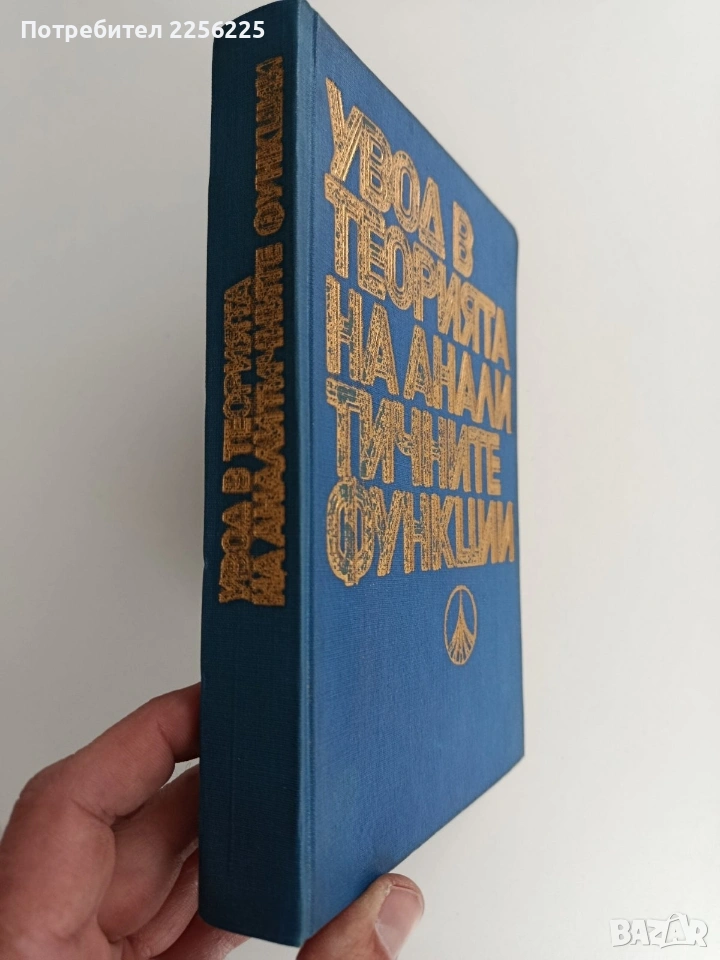 Потребител 2256225
УВОД В ТЕОРИЯТА
НА АНАЛИТИЧНИТЕ ФУНКЦИИ
УВОД В
ТЕОРИЯТА
НА АНАЛИ
ТИЧНИТЕ
ФУНКЦИИ
BAZAR